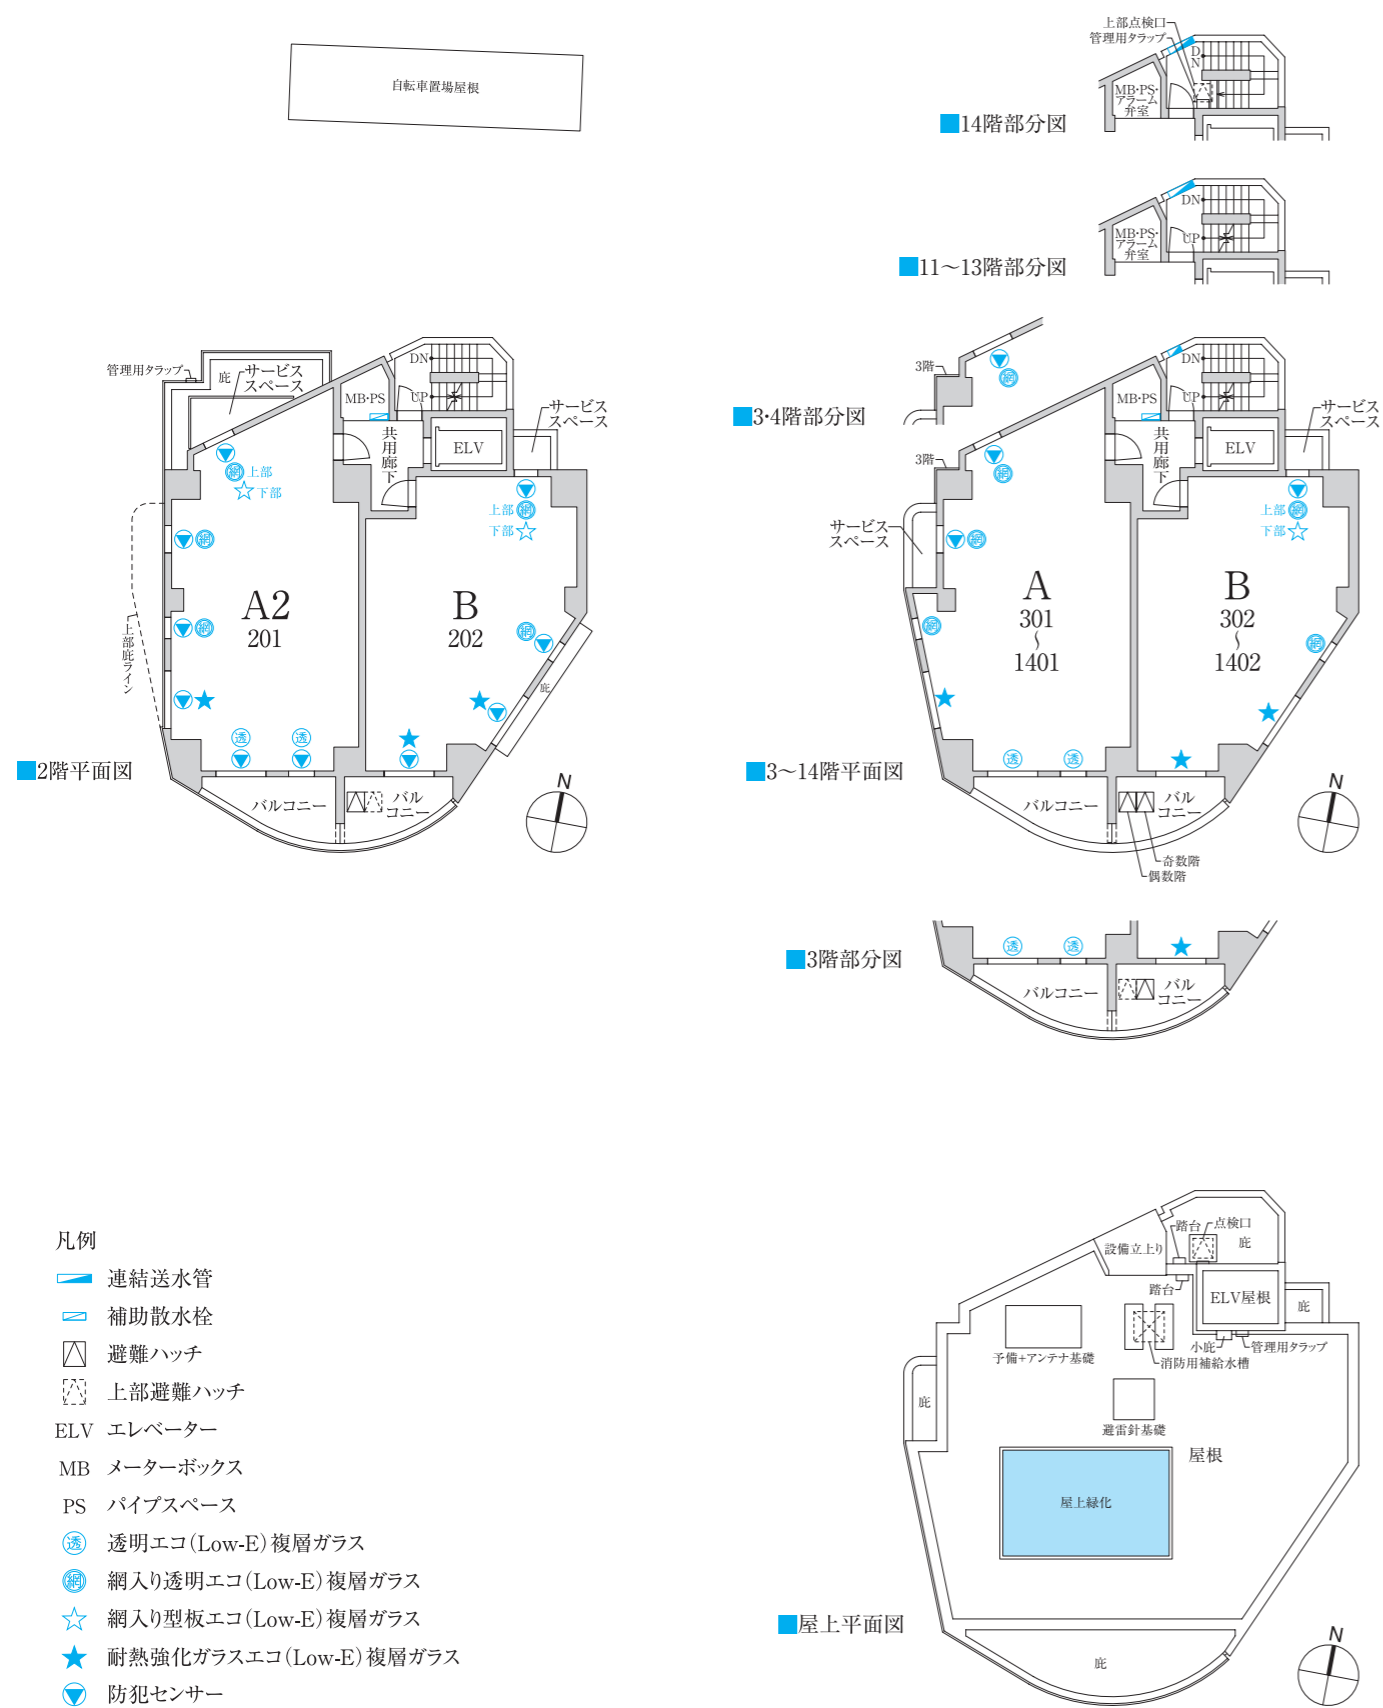 自転車置場屋根
上部点検口
管理用タラップ
DN
MB・PS・
アラーム
弁室
■14階部分図
DN
MB・PS・
アラーム
弁室
UP
■11〜13階部分図
管理用タラップ
庇
サービス
スペース
DN
MB・PS
UP
共用廊下
ELV
サービス
スペース
網 上部
☆下部
上部 網
下部☆
網
A2
201
B
202
網
網
上部庇ライン
庇
透
透
バルコニー
バル
コニー
■2階平面図
N
3階
網
■3・4階部分図
3階
DN
MB・PS
UP
共用廊下
ELV
サービス
スペース
網
上部 網
下部☆
サービス
スペース
網
A
301
〜
1401
B
302
〜
1402
網
網
透
透
■3〜14階平面図
バルコニー
バル
コニー
奇数階
偶数階
N
透
透
■3階部分図
バルコニー
バル
コニー
凡例
連結送水管
補助散水栓
避難ハッチ
上部避難ハッチ
ELV エレベーター
MB メーターボックス
PS パイプスペース
透 透明エコ(Low-E)複層ガラス
網 網入り透明エコ(Low-E)複層ガラス
☆ 網入り型板エコ(Low-E)複層ガラス
★ 耐熱強化ガラスエコ(Low-E)複層ガラス
防犯センサー
踏台
点検口
設備立上り
庇
踏台
ELV屋根
庇
予備+アンテナ基礎
小庇
管理用タラップ
消防用補給水槽
庇
避雷針基礎
屋根
屋上緑化
■屋上平面図
庇
N